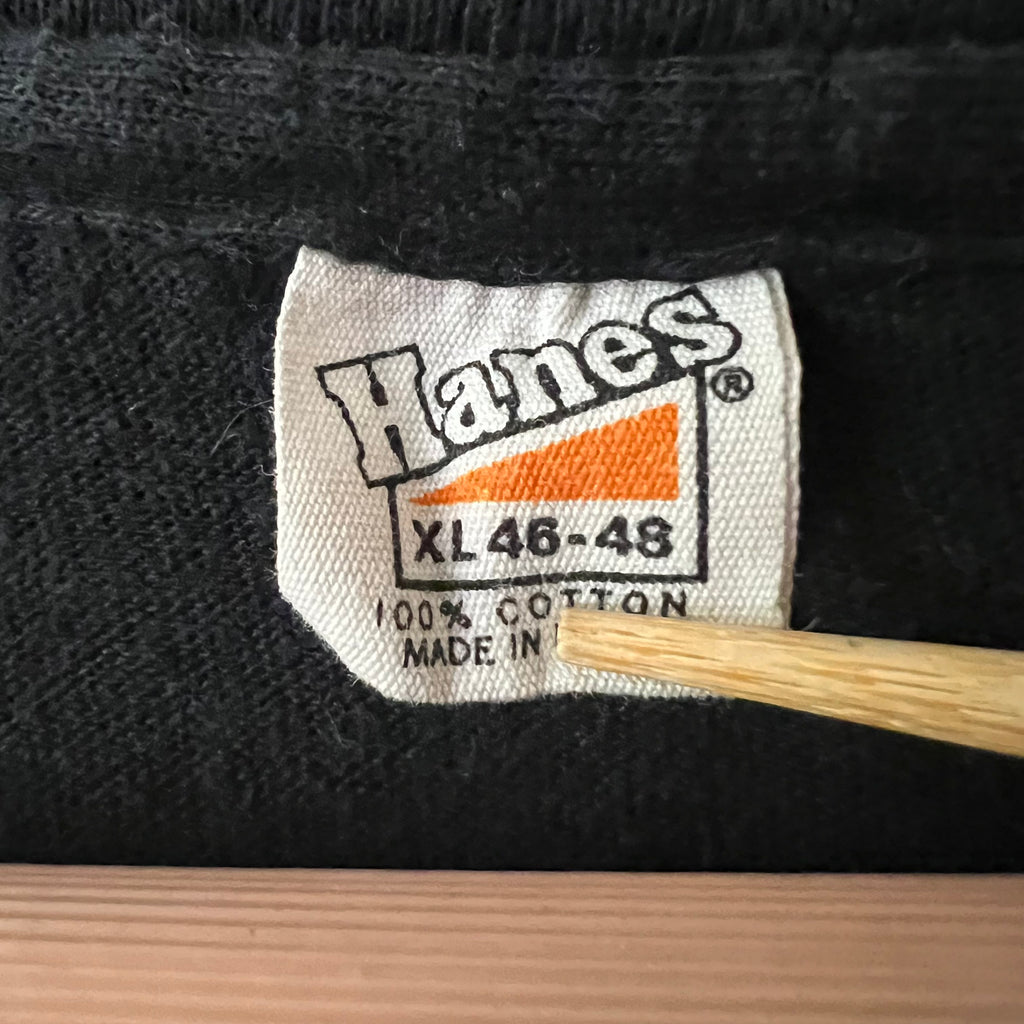 Hanes ®
XL 46-48
100% COTTON
MADE IN